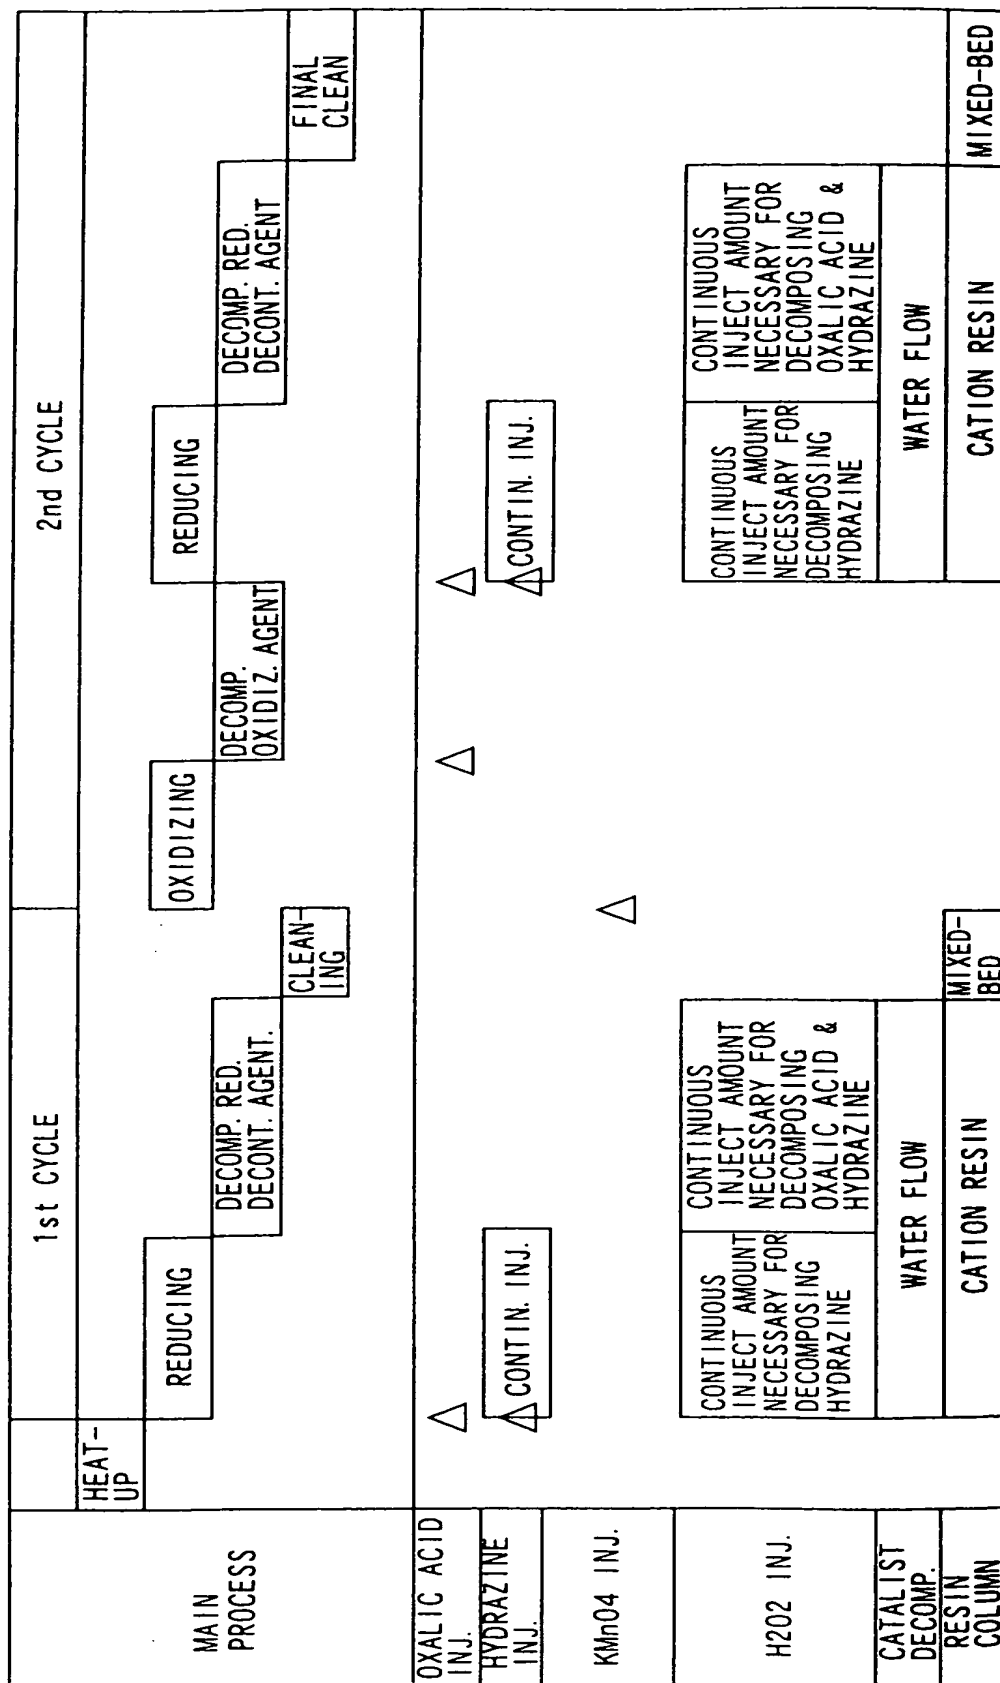 1st CYCLE
2nd CYCLE
MAIN
PROCESS
HEAT-
UP
REDUCING
DECOMP. RED.
DECONT. AGENT.
CLEAN-
ING
OXIDIZING
DECOMP.
OXIDIZ. AGENT
REDUCING
DECOMP. RED.
DECONT. AGENT
FINAL
CLEAN
OXALIC ACID
INJ.
HYDRAZINE
INJ.
CONTIN. INJ.
CONTIN. INJ.
KMnO4 INJ.
H2O2 INJ.
CONTINUOUS
INJECT AMOUNT
NECESSARY FOR
DECOMPOSING
HYDRAZINE
CONTINUOUS
INJECT AMOUNT
NECESSARY FOR
DECOMPOSING
OXALIC ACID &
HYDRAZINE
CONTINUOUS
INJECT AMOUNT
NECESSARY FOR
DECOMPOSING
HYDRAZINE
CONTINUOUS
INJECT AMOUNT
NECESSARY FOR
DECOMPOSING
OXALIC ACID &
HYDRAZINE
CATALIST
DECOMP.
WATER FLOW
WATER FLOW
RESIN
COLUMN
CATION RESIN
MIXED-
BED
CATION RESIN
MIXED-BED